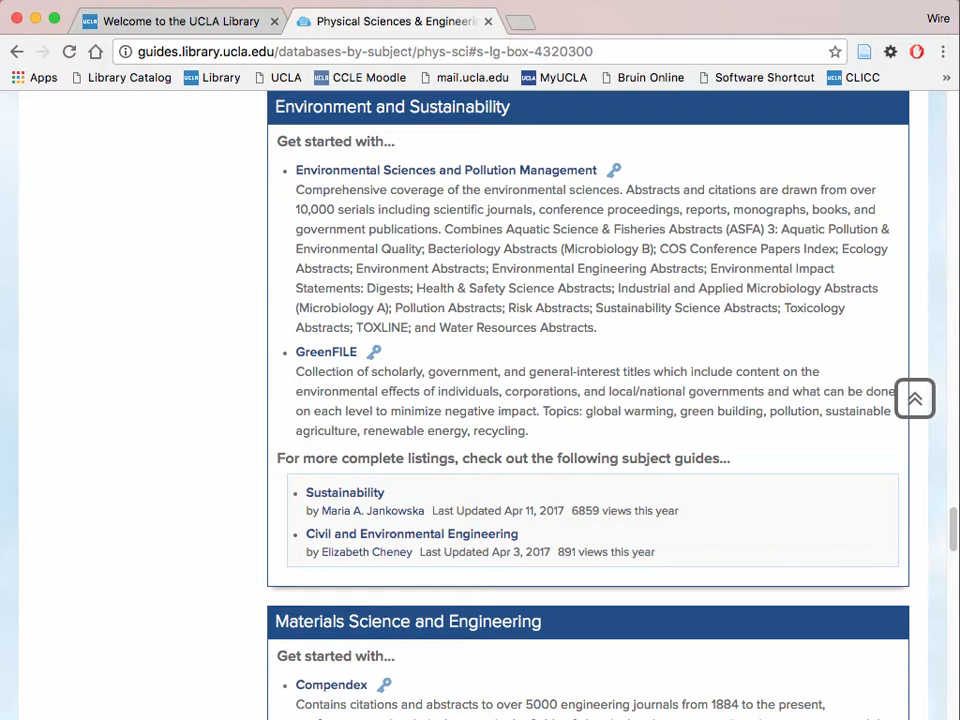 Welcome to the UCLA Library
Physical Sciences & Engineerin
Wire
guides.library.ucla.edu/databases-by-subject/phys-sci#s-lg-box-4320300
Apps Library Catalog UCLA Library UCLA CCLE Moodle mail.ucla.edu UCLA MyUCLA Bruin Online Software Shortcut UCLA CLICC »
Environment and Sustainability
Get started with...
• Environmental Sciences and Pollution Management
Comprehensive coverage of the environmental sciences. Abstracts and citations are drawn from over
10,000 serials including scientific journals, conference proceedings, reports, monographs, books, and
government publications. Combines Aquatic Science & Fisheries Abstracts (ASFA) 3: Aquatic Pollution &
Environmental Quality; Bacteriology Abstracts (Microbiology B); COS Conference Papers Index; Ecology
Abstracts; Environment Abstracts; Environmental Engineering Abstracts; Environmental Impact
Statements: Digests; Health & Safety Science Abstracts; Industrial and Applied Microbiology Abstracts
(Microbiology A); Pollution Abstracts; Risk Abstracts; Sustainability Science Abstracts; Toxicology
Abstracts; TOXLINE; and Water Resources Abstracts.
• GreenFILE
Collection of scholarly, government, and general-interest titles which include content on the
environmental effects of individuals, corporations, and local/national governments and what can be done
on each level to minimize negative impact. Topics: global warming, green building, pollution, sustainable
agriculture, renewable energy, recycling.
For more complete listings, check out the following subject guides...
• Sustainability
by Maria A. Jankowska Last Updated Apr 11, 2017 6859 views this year
• Civil and Environmental Engineering
by Elizabeth Cheney Last Updated Apr 3, 2017 891 views this year
Materials Science and Engineering
Get started with...
• Compendex
Contains citations and abstracts to over 5000 engineering journals from 1884 to the present,